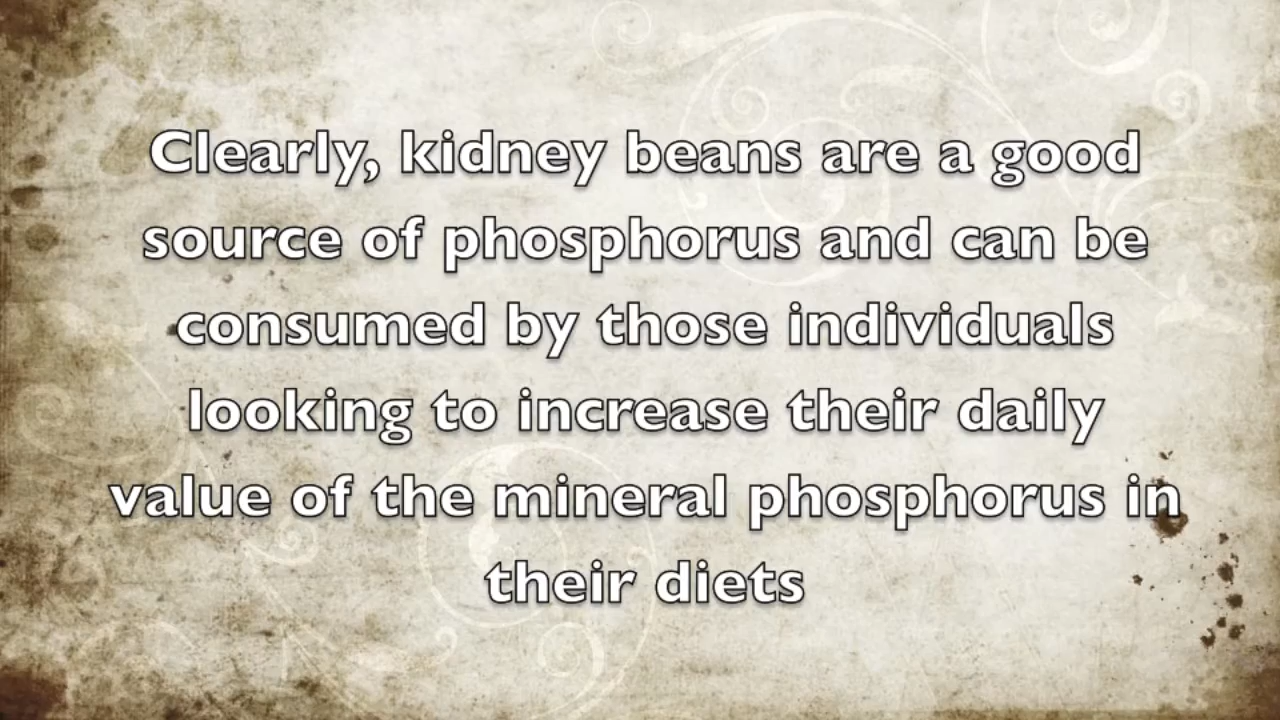 Clearly, kidney beans are a good
source of phosphorus and can be
consumed by those individuals
looking to increase their daily
value of the mineral phosphorus in
their diets